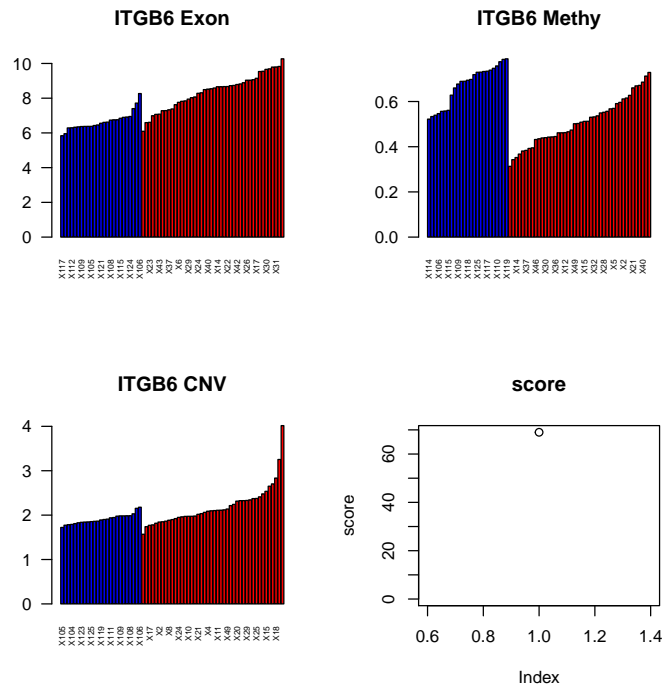 ITGB6 Exon
10
8
6
4
2
0
X117 X112 X109 X105 X121 X108 X115 X124 X106 X23 X43 X37 X6 X29 X24 X40 X14 X22 X42 X26 X17 X30 X31
ITGB6 Methy
0.6
0.4
0.2
0.0
X114 X106 X115 X109 X118 X125 X117 X110 X119 X14 X37 X46 X30 X36 X12 X49 X15 X32 X28 X5 X2 X21 X40
ITGB6 CNV
4
3
2
1
0
X105 X104 X123 X125 X119 X111 X109 X108 X106 X17 X2 X8 X24 X10 X21 X4 X11 X49 X20 X29 X25 X15 X18
score
score
60
40
20
0
0.6 0.8 1.0 1.2 1.4
Index